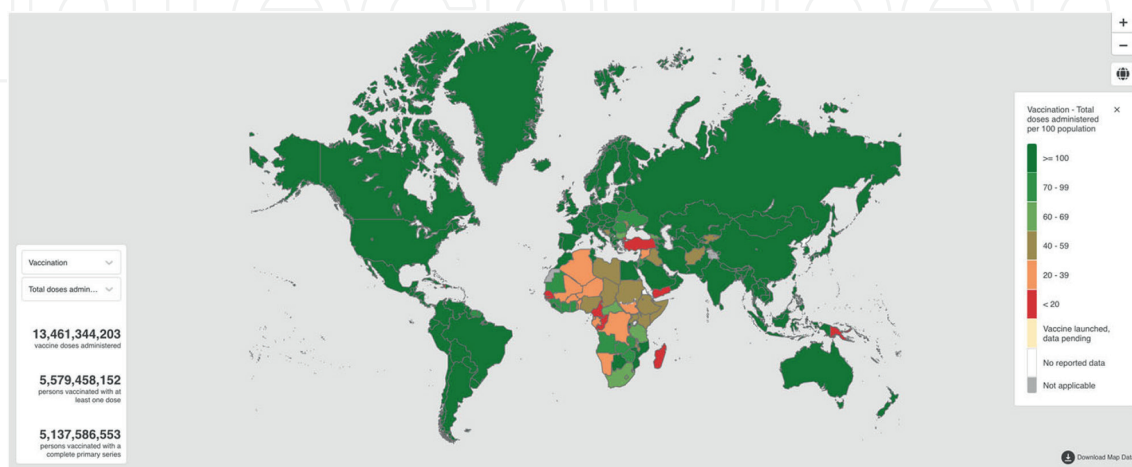 +
−
Vaccination - Total
doses administered
per 100 population
×
>= 100
70 - 99
60 - 69
40 - 59
20 - 39
< 20
Vaccine launched,
data pending
No reported data
Not applicable
Vaccination
Total doses admin...
13,461,344,203
vaccine doses administered
5,579,458,152
persons vaccinated with at
least one dose
5,137,586,553
persons vaccinated with a
complete primary series
Download Map Data